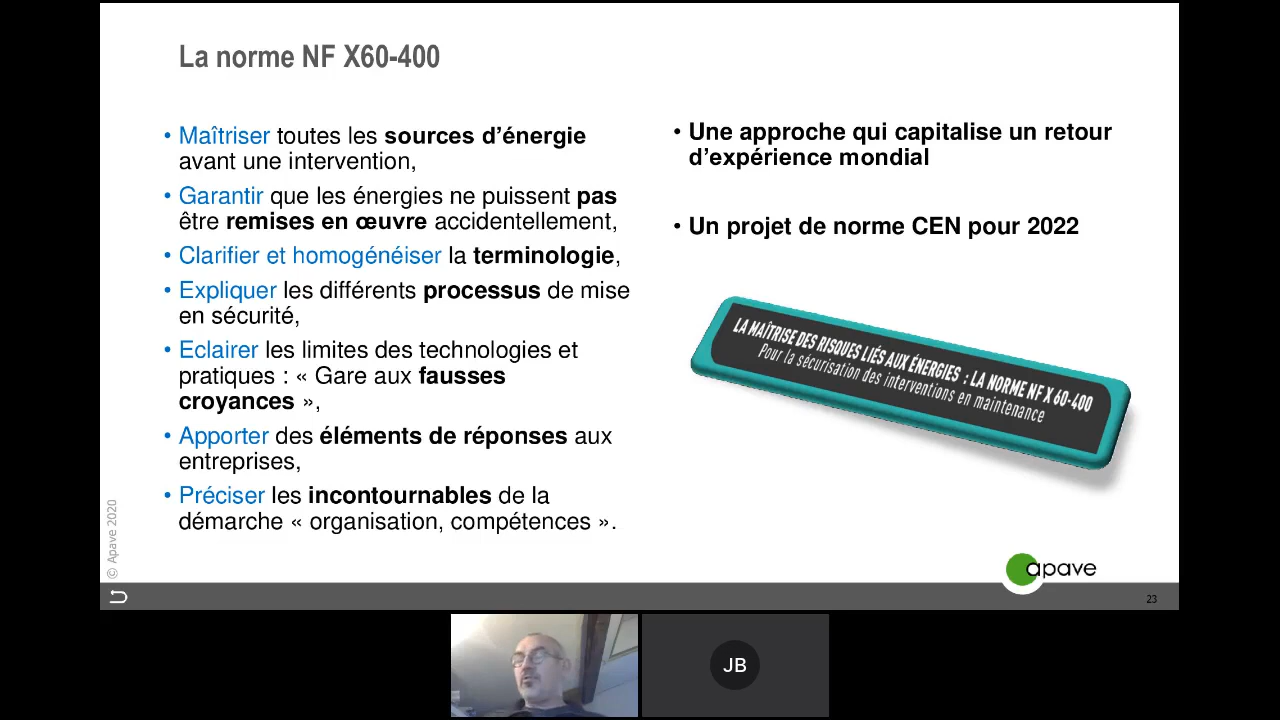 La norme NF X60-400
• Maîtriser toutes les sources d'énergie
avant une intervention,
• Garantir que les énergies ne puissent pas
être remises en œuvre accidentellement,
• Clarifier et homogénéiser la terminologie,
• Expliquer les différents processus de mise
en sécurité,
• Eclairer les limites des technologies et
pratiques : « Gare aux fausses
croyances »,
• Apporter des éléments de réponses aux
entreprises,
• Préciser les incontournables de la
démarche « organisation, compétences ».
• Une approche qui capitalise un retour
d'expérience mondial
• Un projet de norme CEN pour 2022
LA MAÎTRISE DES RISQUES LIÉS AUX ÉNERGIES : LA NORME NF X 60-400
Pour la sécurisation des interventions en maintenance
© Apave 2020
apave
23
JB